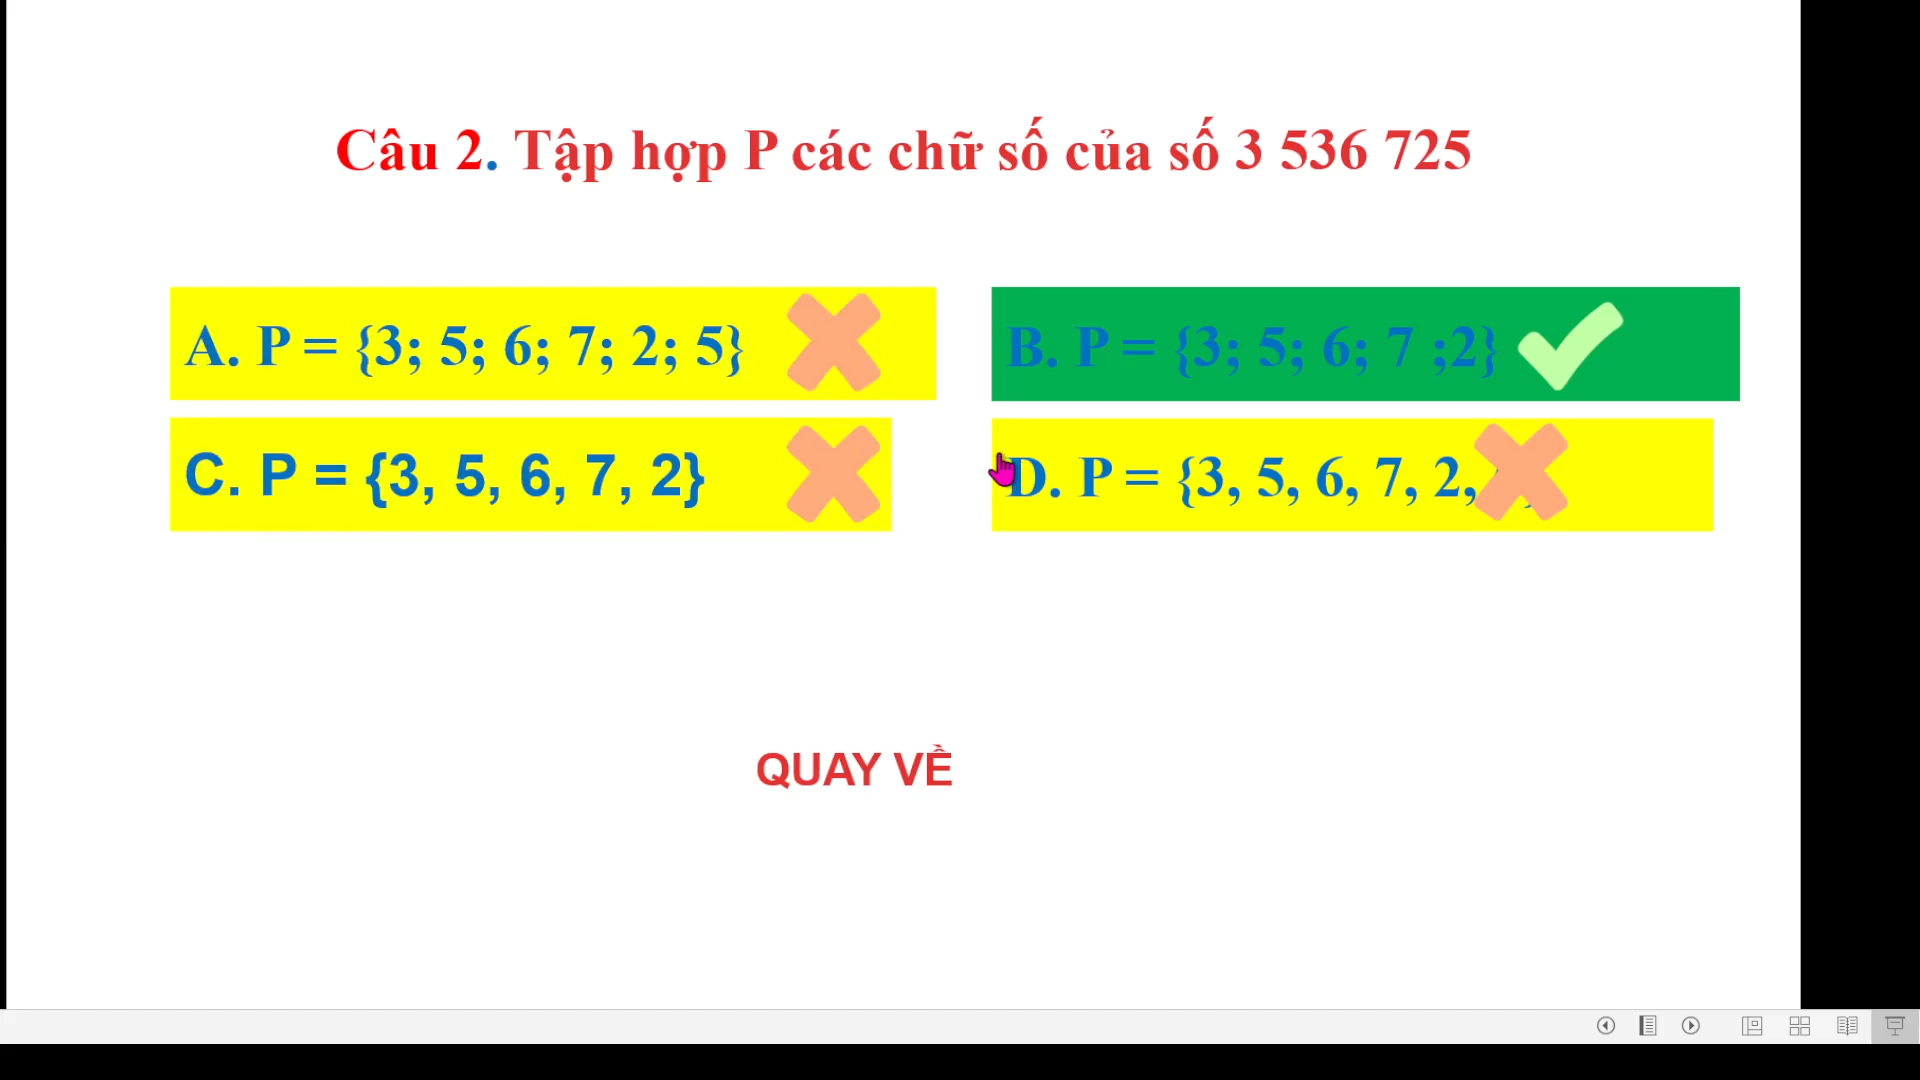 Câu 2. Tập hợp P các chữ số của số 3 536 725
A. P = {3; 5; 6; 7; 2; 5}
B. P = {3; 5; 6; 7 ;2}
C. P = {3, 5, 6, 7, 2}
D. P = {3, 5, 6, 7, 2,
QUAY VỀ